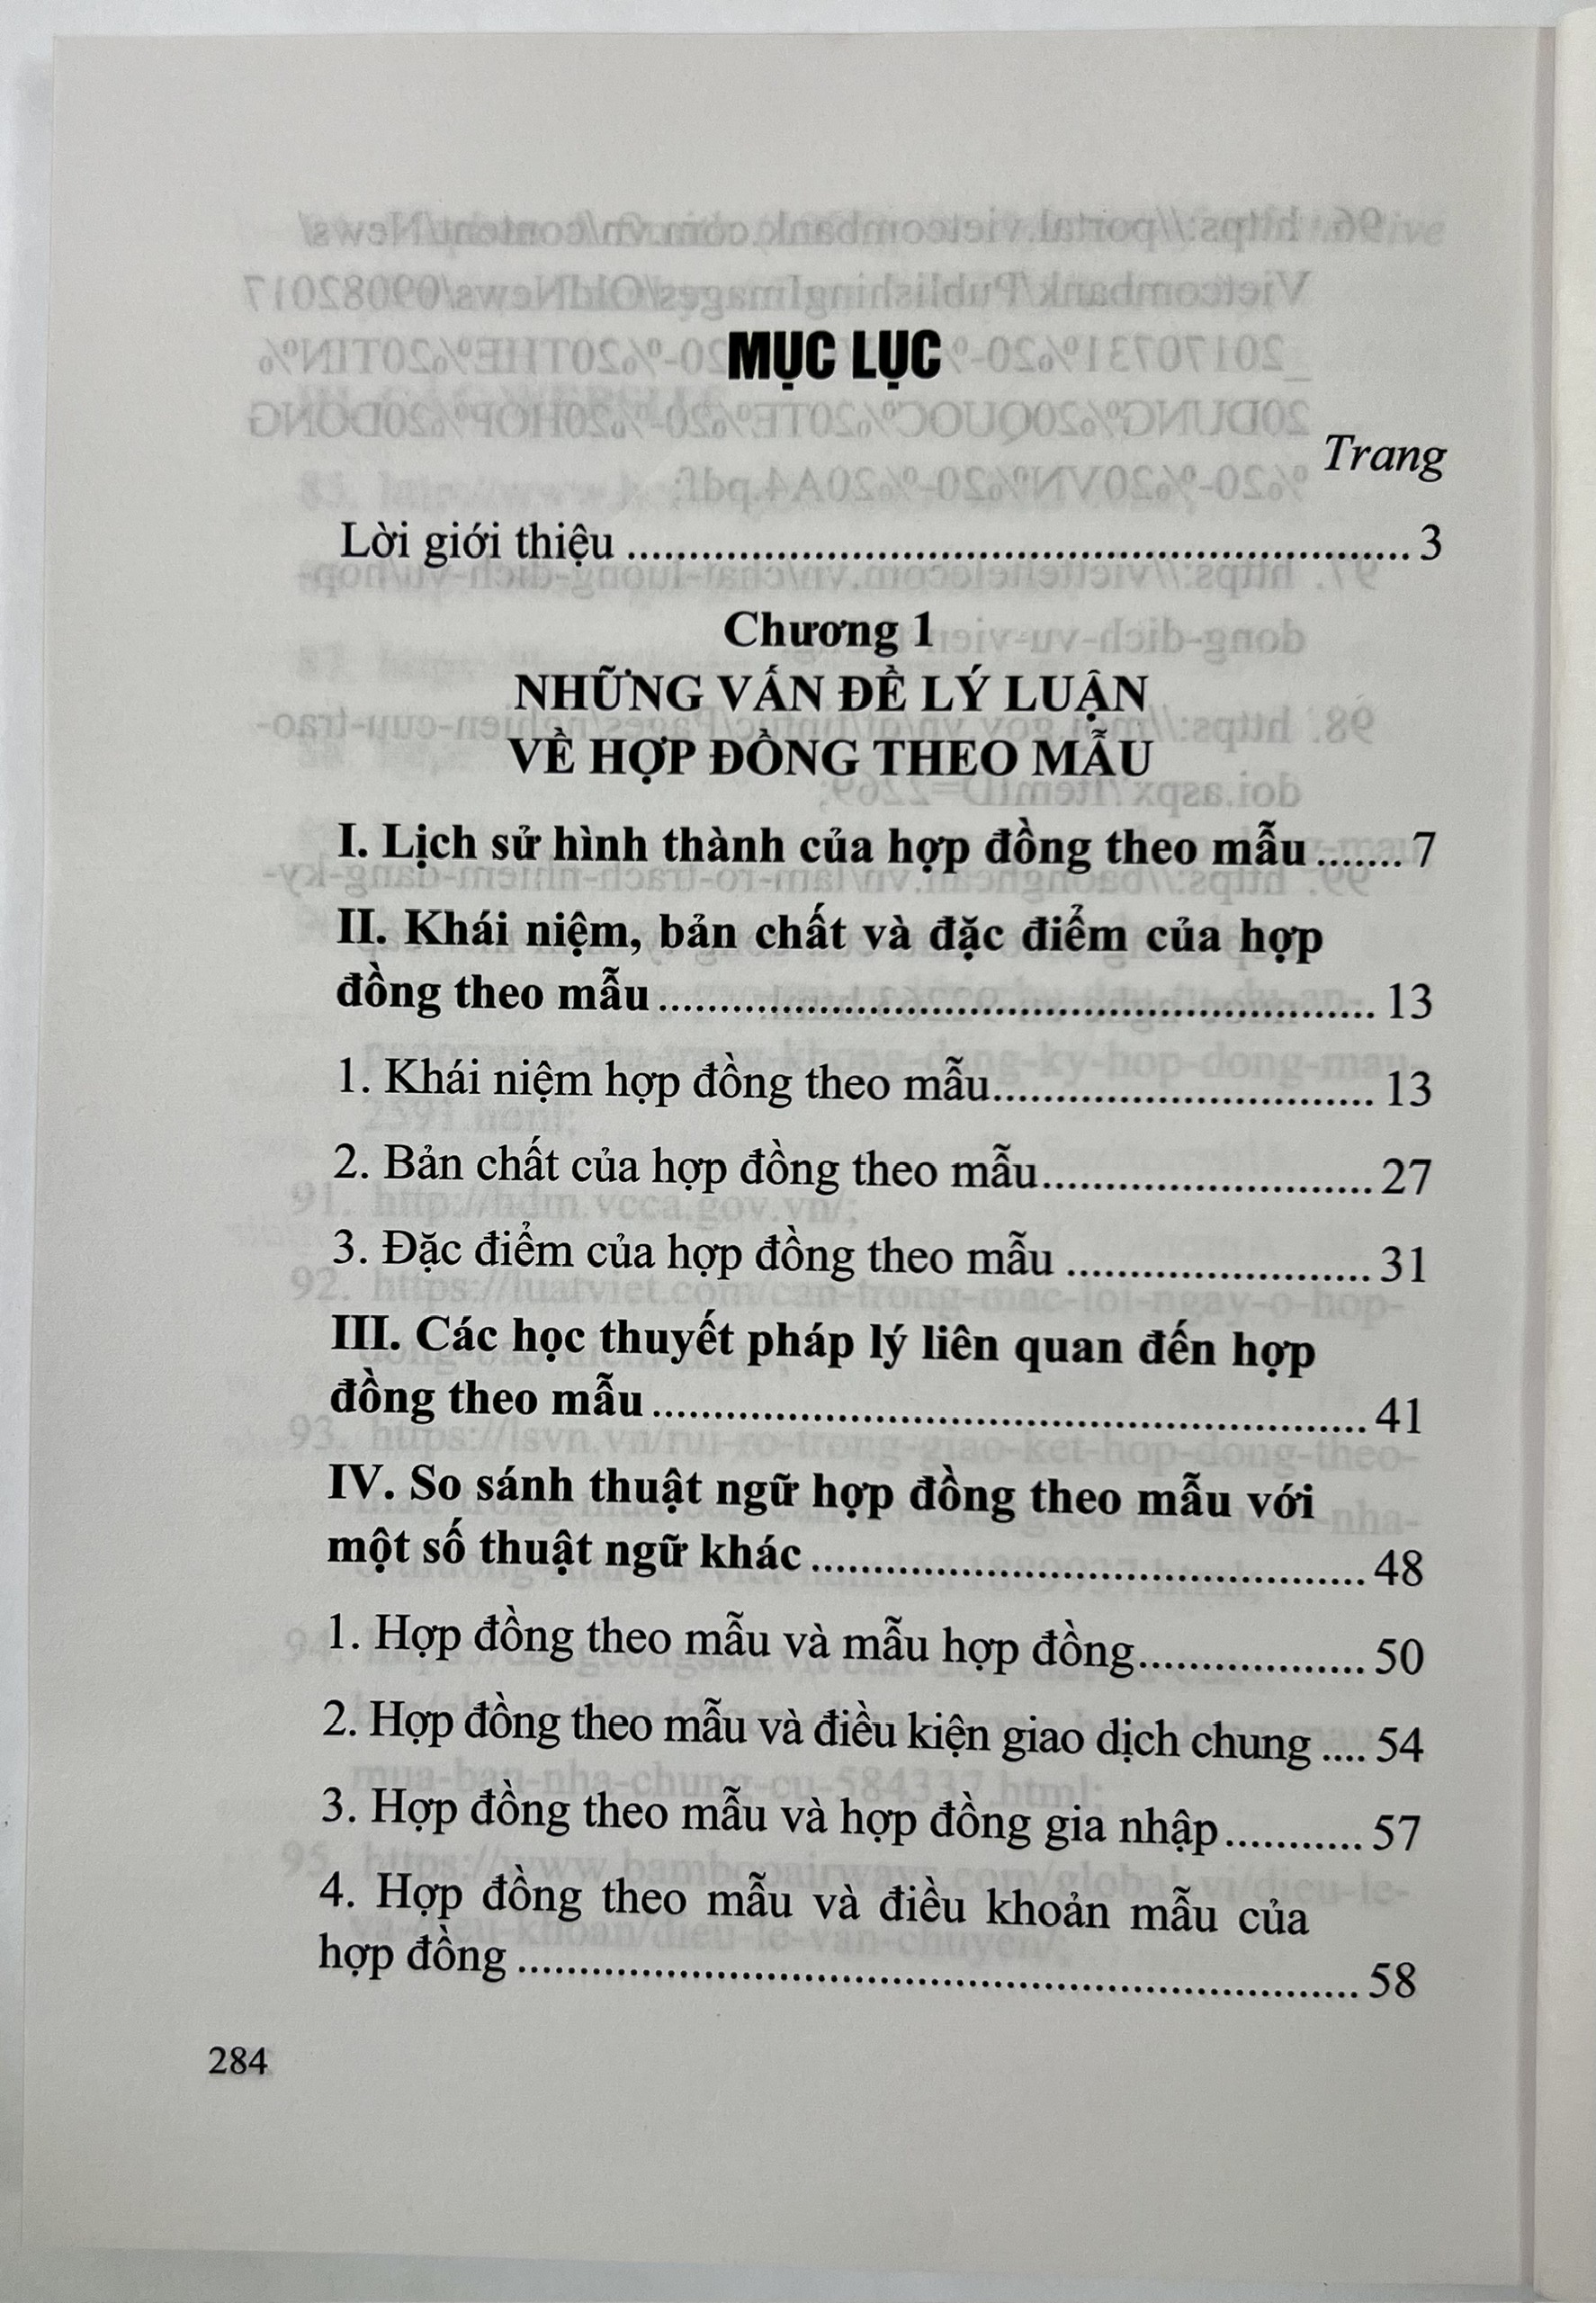 MỤC LỤC
Trang
Lời giới thiệu ............................................................... 3
Chương 1
NHỮNG VẤN ĐỀ LÝ LUẬN
VỀ HỢP ĐỒNG THEO MẪU
I. Lịch sử hình thành của hợp đồng theo mẫu ....... 7
II. Khái niệm, bản chất và đặc điểm của hợp
đồng theo mẫu .......................................................... 13
1. Khái niệm hợp đồng theo mẫu............................... 13
2. Bản chất của hợp đồng theo mẫu........................... 27
3. Đặc điểm của hợp đồng theo mẫu ......................... 31
III. Các học thuyết pháp lý liên quan đến hợp
đồng theo mẫu .......................................................... 41
IV. So sánh thuật ngữ hợp đồng theo mẫu với
một số thuật ngữ khác ............................................. 48
1. Hợp đồng theo mẫu và mẫu hợp đồng................... 50
2. Hợp đồng theo mẫu và điều kiện giao dịch chung .... 54
3. Hợp đồng theo mẫu và hợp đồng gia nhập........... 57
4. Hợp đồng theo mẫu và điều khoản mẫu của
hợp đồng .................................................................... 58
284